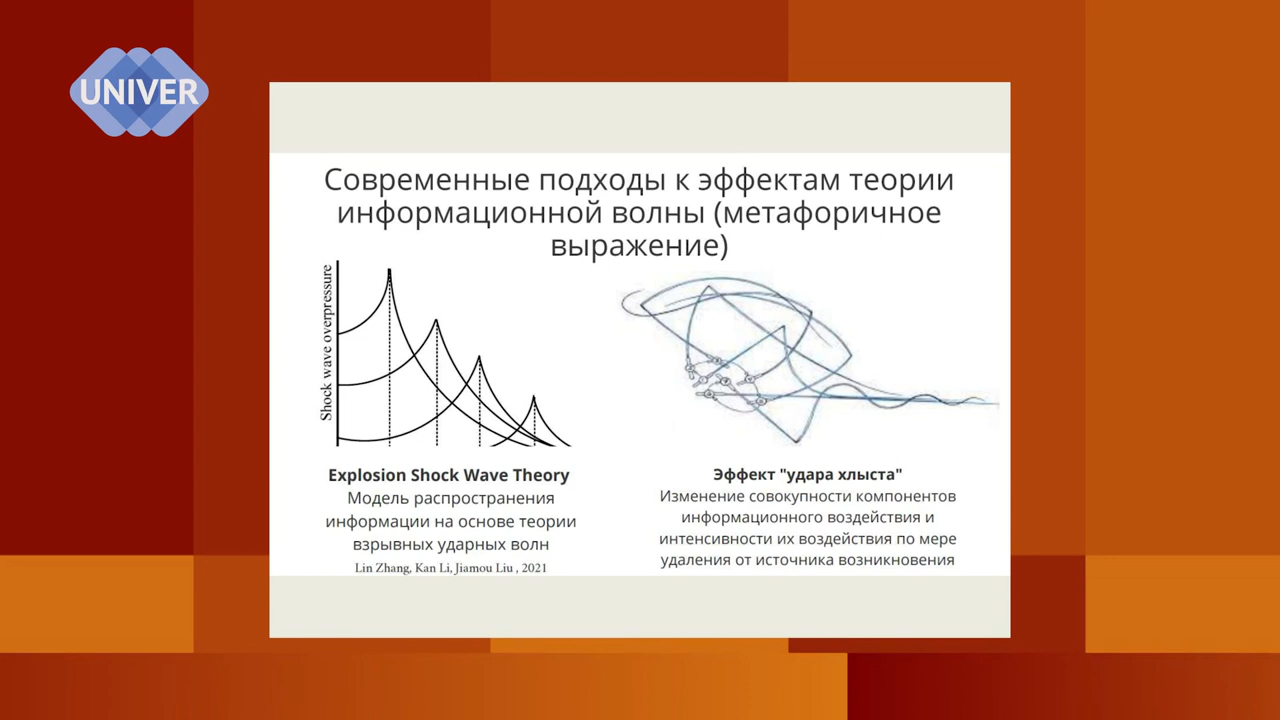 UNIVER
Современные подходы к эффектам теории
информационной волны (метафоричное
выражение)
Shock wave overpressure
Explosion Shock Wave Theory
Модель распространения
информации на основе теории
взрывных ударных волн
Lin Zhang, Kan Li, Jiamou Liu , 2021
Эффект "удара хлыста"
Изменение совокупности компонентов
информационного воздействия и
интенсивности их воздействия по мере
удаления от источника возникновения